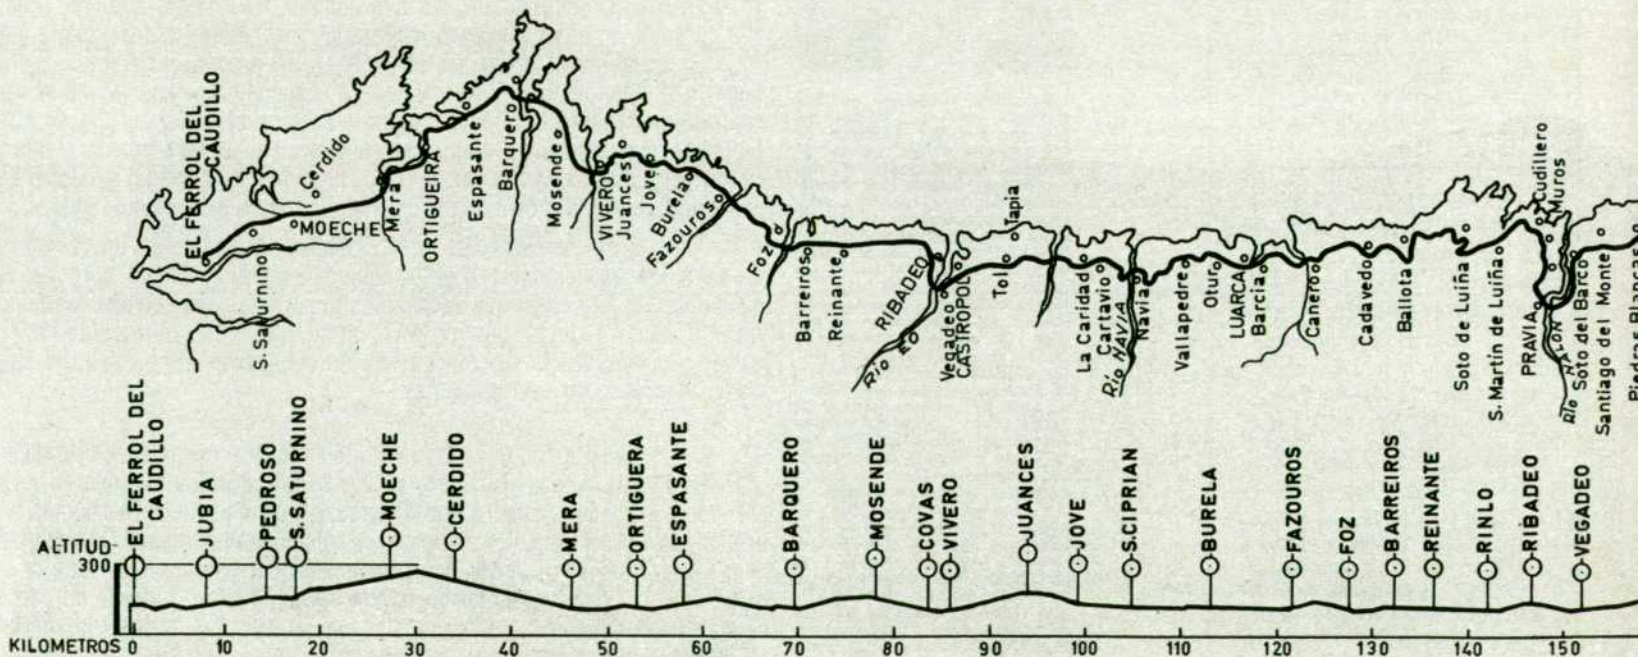 EL FERROL DEL
CAUDILLO
S. Saturnino
Cerdido
MOECHE
Mera
ORTIGUEIRA
Espasante
Barquero
Mosende
VIVERO
Juances
Jove
Burela
Fazouros
Foz
Barreiros
Reinante
RIBADEO
Río EO
Vegadeo
CASTROPOL
Tol
Tapia
La Caridad
Cartavio
Río NAVIA
Navia
Vallapedre
Otur
LUARCA
Barcia
Canero
Cadavedo
Ballota
Soto de Luiña
S. Martín de Luiña
PRAVIA
Cudillero
Muros
Río NALON
Soto del Barco
Santiago del Monte
Piedras Blancas
EL FERROL DEL
CAUDILLO
JUBIA
PEDROSO
S. SATURNINO
MOECHE
CERDIDO
MERA
ORTIGUERA
ESPASANTE
BARQUERO
MOSENDE
COVAS
VIVERO
JUANCES
JOVE
S. CIPRIAN
BURELA
FAZOUROS
FOZ
BARREIROS
REINANTE
RINLO
RIBADEO
VEGADEO
ALTITUD
300
KILOMETROS 0 10 20 30 40 50 60 70 80 90 100 110 120 130 140 150